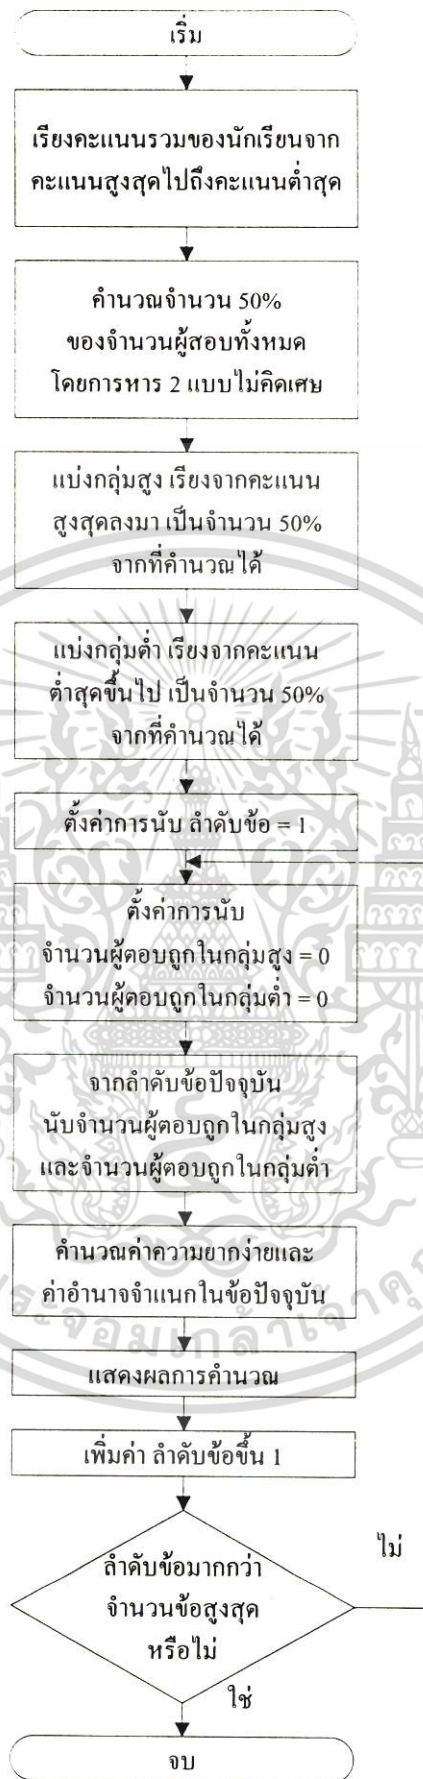 เริ่ม
เรียงคะแนนรวมของนักเรียนจาก
คะแนนสูงสุดไปถึงคะแนนต่ำสุด
คำนวณจำนวน 50%
ของจำนวนผู้สอบทั้งหมด
โดยการหาร 2 แบบไม่คิดเศษ
แบ่งกลุ่มสูง เรียงจากคะแนน
สูงสุดลงมา เป็นจำนวน 50%
จากที่คำนวณได้
แบ่งกลุ่มต่ำ เรียงจากคะแนน
ต่ำสุดขึ้นไป เป็นจำนวน 50%
จากที่คำนวณได้
ตั้งค่าการนับ ลำดับข้อ = 1
ตั้งค่าการนับ
จำนวนผู้ตอบถูกในกลุ่มสูง = 0
จำนวนผู้ตอบถูกในกลุ่มต่ำ = 0
จากลำดับข้อปัจจุบัน
นับจำนวนผู้ตอบถูกในกลุ่มสูง
และจำนวนผู้ตอบถูกในกลุ่มต่ำ
คำนวณค่าความยากง่ายและ
ค่าอำนาจจำแนกในข้อปัจจุบัน
แสดงผลการคำนวณ
เพิ่มค่า ลำดับข้อขึ้น 1
ไม่
ลำดับข้อมากกว่า
จำนวนข้อสูงสุด
หรือไม่
ใช่
จบ